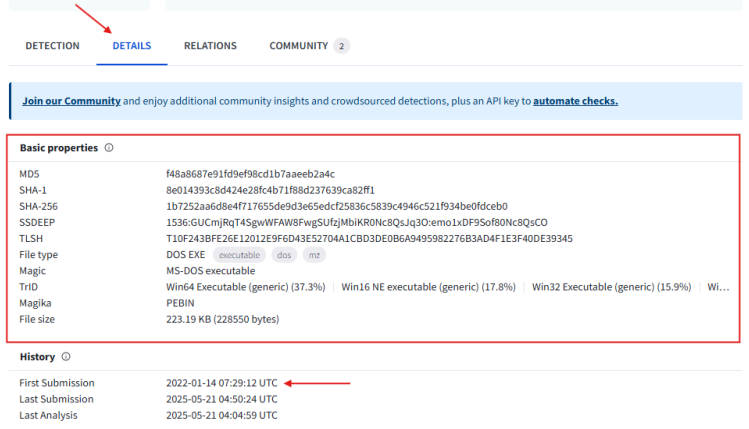 DETECTION DETAILS RELATIONS COMMUNITY 2
Join our Community and enjoy additional community insights and crowdsourced detections, plus an API key to automate checks.
Basic properties
MD5 f48a8687e91fd9ef98cd1b7aaeeb2a4c
SHA-1 8e014393c8d424e28fc4b71f88d237639ca82ff1
SHA-256 1b7252aa6d8e4f717655de9d3e65edcf25836c5839c4946c521f934be0fdceb0
SSDEEP 1536:GUCmjRqT4SgwWFAW8FwgSUfzjMbiKR0Nc8QsJq3O:emo1xDF9Sof80Nc8QsCO
TLSH T10F243BFE26E12012E9F6D43E52704A1CBD3DE0B6A9495982276B3AD4F1E3F40DE39345
File type DOS EXE executable dos mz
Magic MS-DOS executable
TrID Win64 Executable (generic) (37.3%) Win16 NE executable (generic) (17.8%) Win32 Executable (generic) (15.9%) Wi...
Magika PEBIN
File size 223.19 KB (228550 bytes)
History
First Submission 2022-01-14 07:29:12 UTC
Last Submission 2025-05-21 04:50:24 UTC
Last Analysis 2025-05-21 04:04:59 UTC